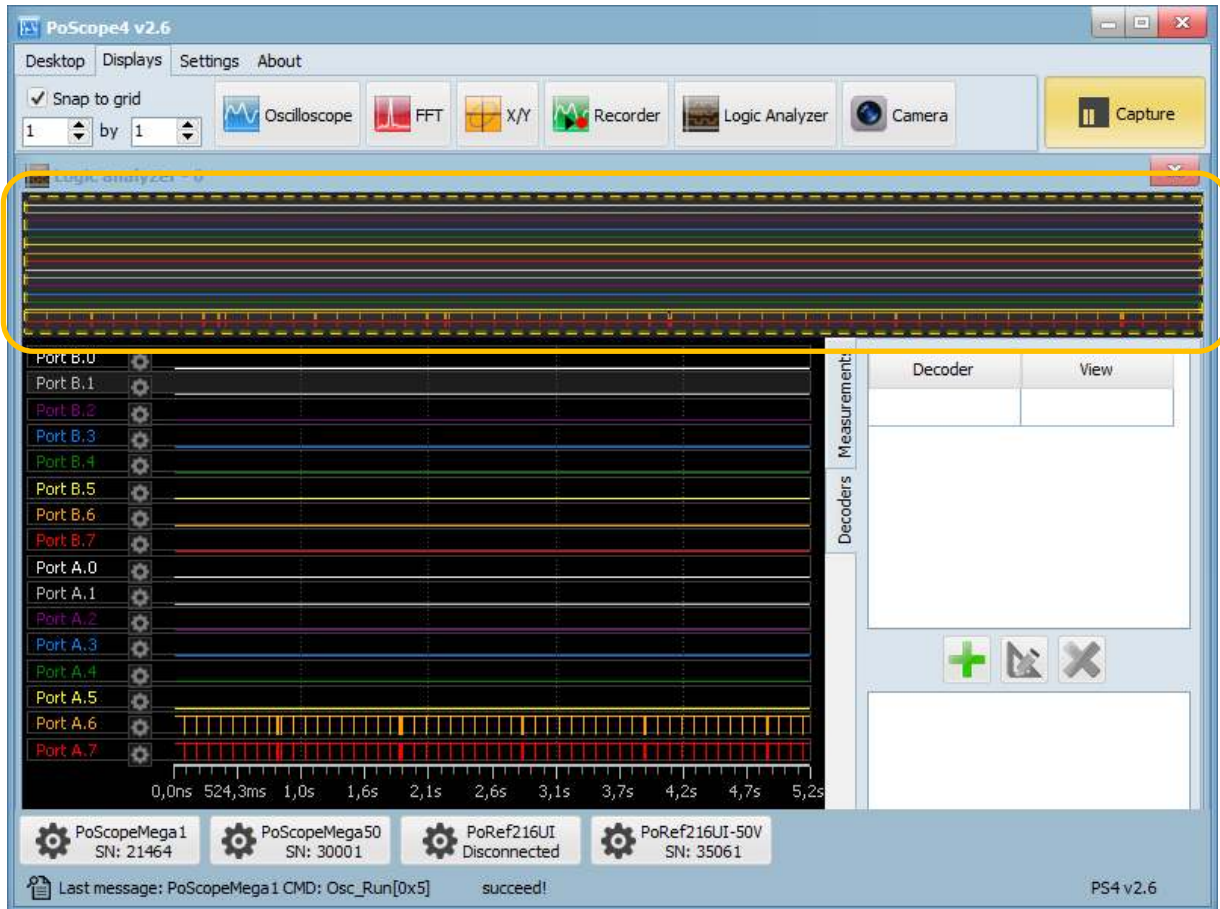 PoScope4 v2.6
Desktop Displays Settings About
Snap to grid
1 by 1
Oscilloscope
FFT
X/Y
Recorder
Logic Analyzer
Camera
Capture
Logic analyzer - 0
Port B.0
Port B.1
Port B.2
Port B.3
Port B.4
Port B.5
Port B.6
Port B.7
Port A.0
Port A.1
Port A.2
Port A.3
Port A.4
Port A.5
Port A.6
Port A.7
0,0ns 524,3ms 1,0s 1,6s 2,1s 2,6s 3,1s 3,7s 4,2s 4,7s 5,2s
Measurements
Decoders
Decoder View
PoScopeMega1
SN: 21464
PoScopeMega50
SN: 30001
PoRef216UI
Disconnected
PoRef216UI-50V
SN: 35061
Last message: PoScopeMega1 CMD: Osc_Run[0x5] succeed!
PS4 v2.6